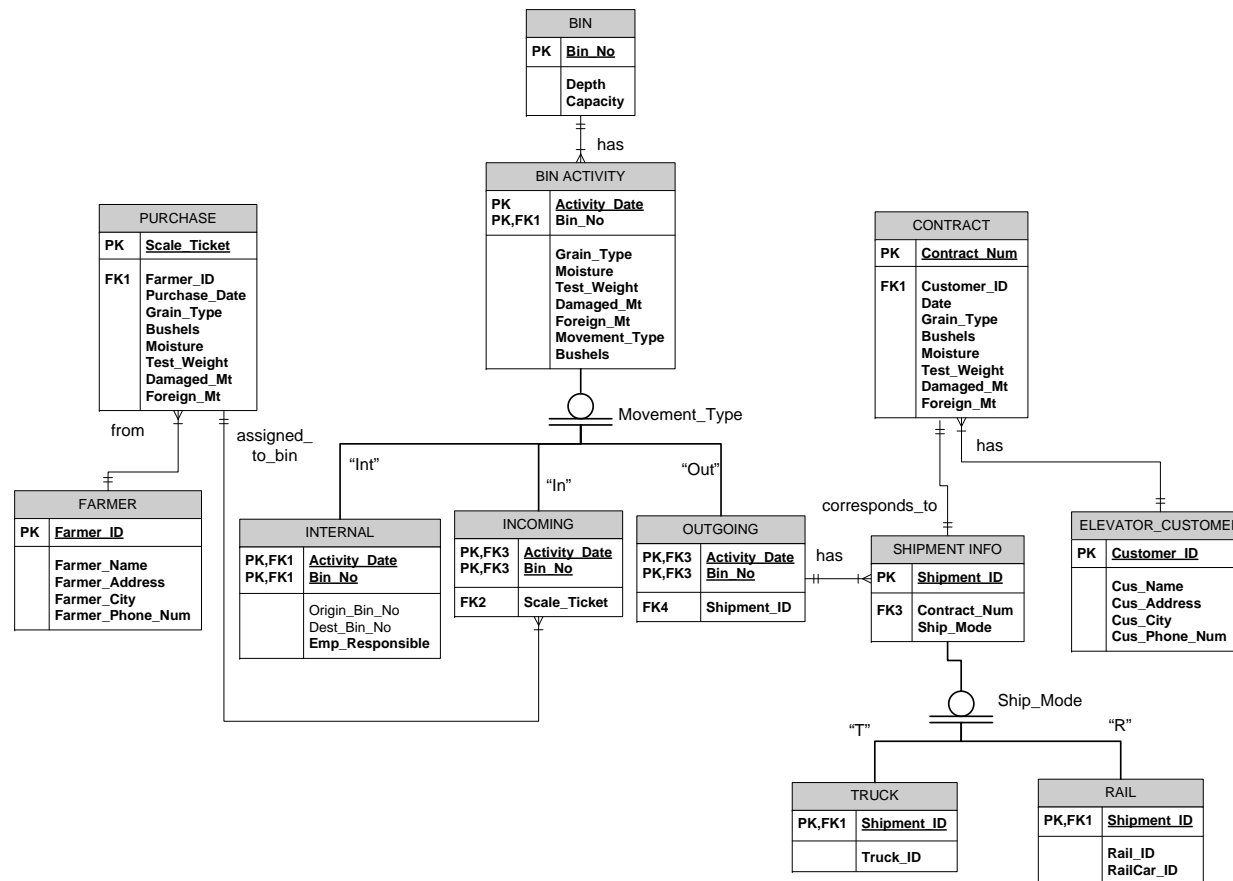 BIN
PK Bin_No
Depth
Capacity
has
BIN ACTIVITY
PK Activity_Date
PK,FK1 Bin_No
Grain_Type
Moisture
Test_Weight
Damaged_Mt
Foreign_Mt
Movement_Type
Bushels
PURCHASE
PK Scale_Ticket
FK1 Farmer_ID
Purchase_Date
Grain_Type
Bushels
Moisture
Test_Weight
Damaged_Mt
Foreign_Mt
CONTRACT
PK Contract_Num
FK1 Customer_ID
Date
Grain_Type
Bushels
Moisture
Test_Weight
Damaged_Mt
Foreign_Mt
Movement_Type
from
assigned_
to_bin
has
“Int”
“In”
“Out”
corresponds_to
FARMER
PK Farmer_ID
Farmer_Name
Farmer_Address
Farmer_City
Farmer_Phone_Num
INTERNAL
PK,FK1 Activity_Date
PK,FK1 Bin_No
Origin_Bin_No
Dest_Bin_No
Emp_Responsible
INCOMING
PK,FK3 Activity_Date
PK,FK3 Bin_No
FK2 Scale_Ticket
OUTGOING
PK,FK3 Activity_Date
PK,FK3 Bin_No
FK4 Shipment_ID
has
SHIPMENT INFO
PK Shipment_ID
FK3 Contract_Num
Ship_Mode
ELEVATOR_CUSTOMER
PK Customer_ID
Cus_Name
Cus_Address
Cus_City
Cus_Phone_Num
Ship_Mode
“T”
“R”
TRUCK
PK,FK1 Shipment_ID
Truck_ID
RAIL
PK,FK1 Shipment_ID
Rail_ID
RailCar_ID